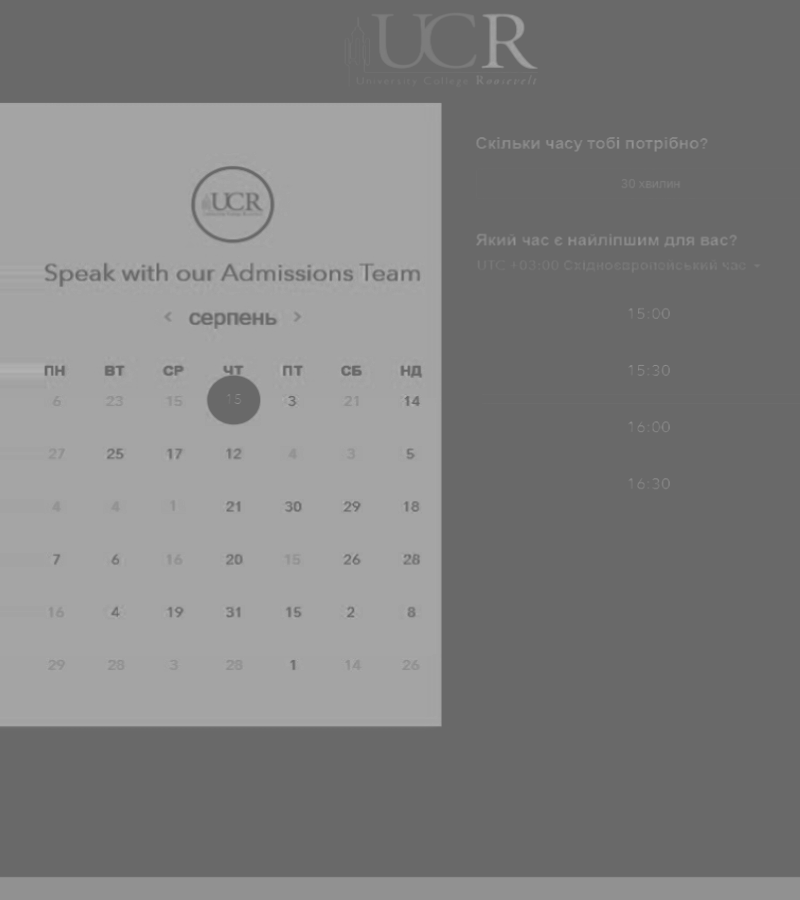 UCR
University College Roosevelt
UCR
Speak with our Admissions Team
< серпень >
ПН ВТ СР ЧТ ПТ СБ НД
6 23 15 15 3 21 14
27 25 17 12 4 3 5
4 4 1 21 30 29 18
7 6 16 20 15 26 28
16 4 19 31 15 2 8
29 28 3 28 1 14 26
Скільки часу тобі потрібно?
30 хвилин
Який час є найліпшим для вас?
UTC +03:00 Східноєвропейський час
15:00
15:30
16:00
16:30